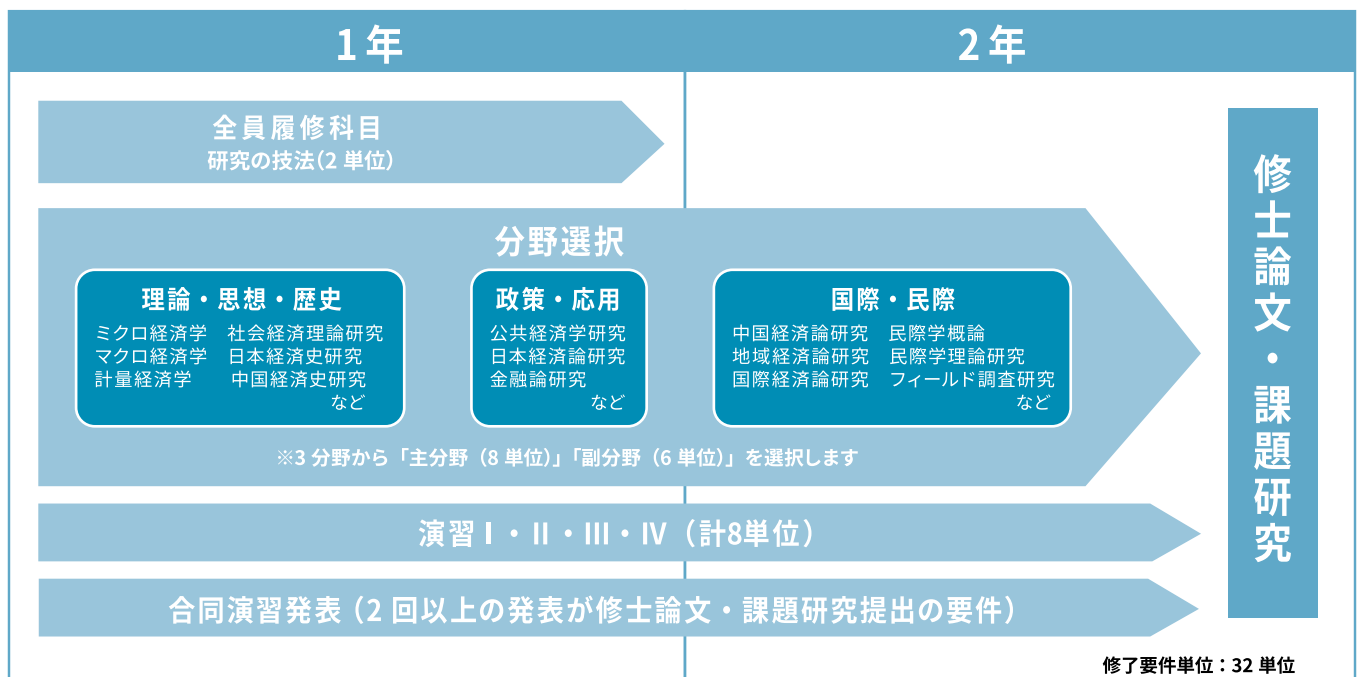 1年
2年
全員履修科目
研究の技法(2 単位)
分野選択
理論・思想・歴史
ミクロ経済学 社会経済理論研究
マクロ経済学 日本経済史研究
計量経済学 中国経済史研究
など
政策・応用
公共経済学研究
日本経済論研究
金融論研究
など
国際・民際
中国経済論研究 民際学概論
地域経済論研究 民際学理論研究
国際経済論研究 フィールド調査研究
など
※3 分野から「主分野(8 単位)」「副分野(6 単位)」を選択します
演習Ⅰ・Ⅱ・Ⅲ・Ⅳ(計8単位)
合同演習発表(2 回以上の発表が修士論文・課題研究提出の要件)
修士論文・課題研究
修了要件単位:32 単位